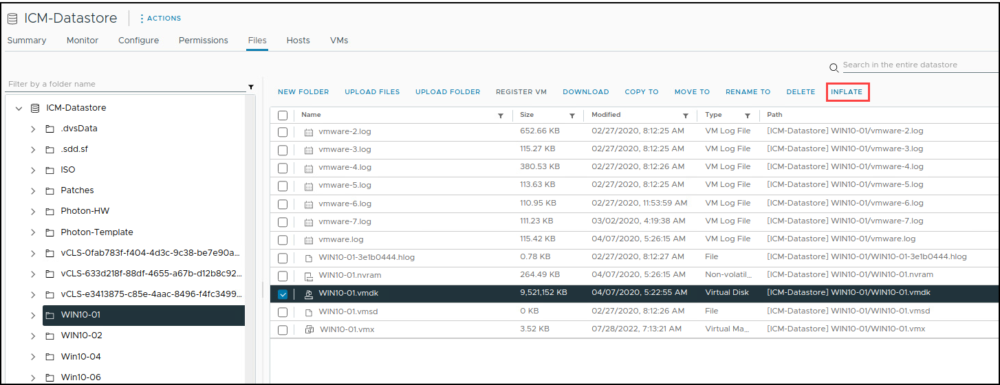 ICM-Datastore ACTIONS
Summary Monitor Configure Permissions Files Hosts VMs
Search in the entire datastore
Filter by a folder name
ICM-Datastore
.dvsData
.sdd.sf
ISO
Patches
Photon-HW
Photon-Template
vCLS-0fab783f-f404-4d3c-9c38-be7e90a...
vCLS-633d218f-88df-4655-a67b-d12b8c92...
vCLS-e3413875-c85e-4aac-8496-f4fc3499...
WIN10-01
WIN10-02
Win10-04
Win10-06
NEW FOLDER UPLOAD FILES UPLOAD FOLDER REGISTER VM DOWNLOAD COPY TO MOVE TO RENAME TO DELETE INFLATE
Name Size Modified Type Path
vmware-2.log 652.66 KB 02/27/2020, 8:12:25 AM VM Log File [ICM-Datastore] WIN10-01/vmware-2.log
vmware-3.log 115.27 KB 02/27/2020, 8:12:25 AM VM Log File [ICM-Datastore] WIN10-01/vmware-3.log
vmware-4.log 380.53 KB 02/27/2020, 8:12:26 AM VM Log File [ICM-Datastore] WIN10-01/vmware-4.log
vmware-5.log 113.63 KB 02/27/2020, 8:12:25 AM VM Log File [ICM-Datastore] WIN10-01/vmware-5.log
vmware-6.log 110.95 KB 02/27/2020, 11:53:59 AM VM Log File [ICM-Datastore] WIN10-01/vmware-6.log
vmware-7.log 111.23 KB 03/02/2020, 4:19:38 AM VM Log File [ICM-Datastore] WIN10-01/vmware-7.log
vmware.log 115.42 KB 04/07/2020, 5:26:15 AM VM Log File [ICM-Datastore] WIN10-01/vmware.log
WIN10-01-3e1b0444.hlog 0.78 KB 02/27/2020, 8:12:27 AM File [ICM-Datastore] WIN10-01/WIN10-01-3e1b0444.hlog
WIN10-01.nvram 264.49 KB 04/07/2020, 5:26:15 AM Non-volatil... [ICM-Datastore] WIN10-01/WIN10-01.nvram
WIN10-01.vmdk 9,521,152 KB 04/07/2020, 5:22:55 AM Virtual Disk [ICM-Datastore] WIN10-01/WIN10-01.vmdk
WIN10-01.vmsd 0 KB 02/27/2020, 8:12:26 AM File [ICM-Datastore] WIN10-01/WIN10-01.vmsd
WIN10-01.vmx 3.52 KB 07/28/2022, 7:13:21 AM Virtual Ma... [ICM-Datastore] WIN10-01/WIN10-01.vmx